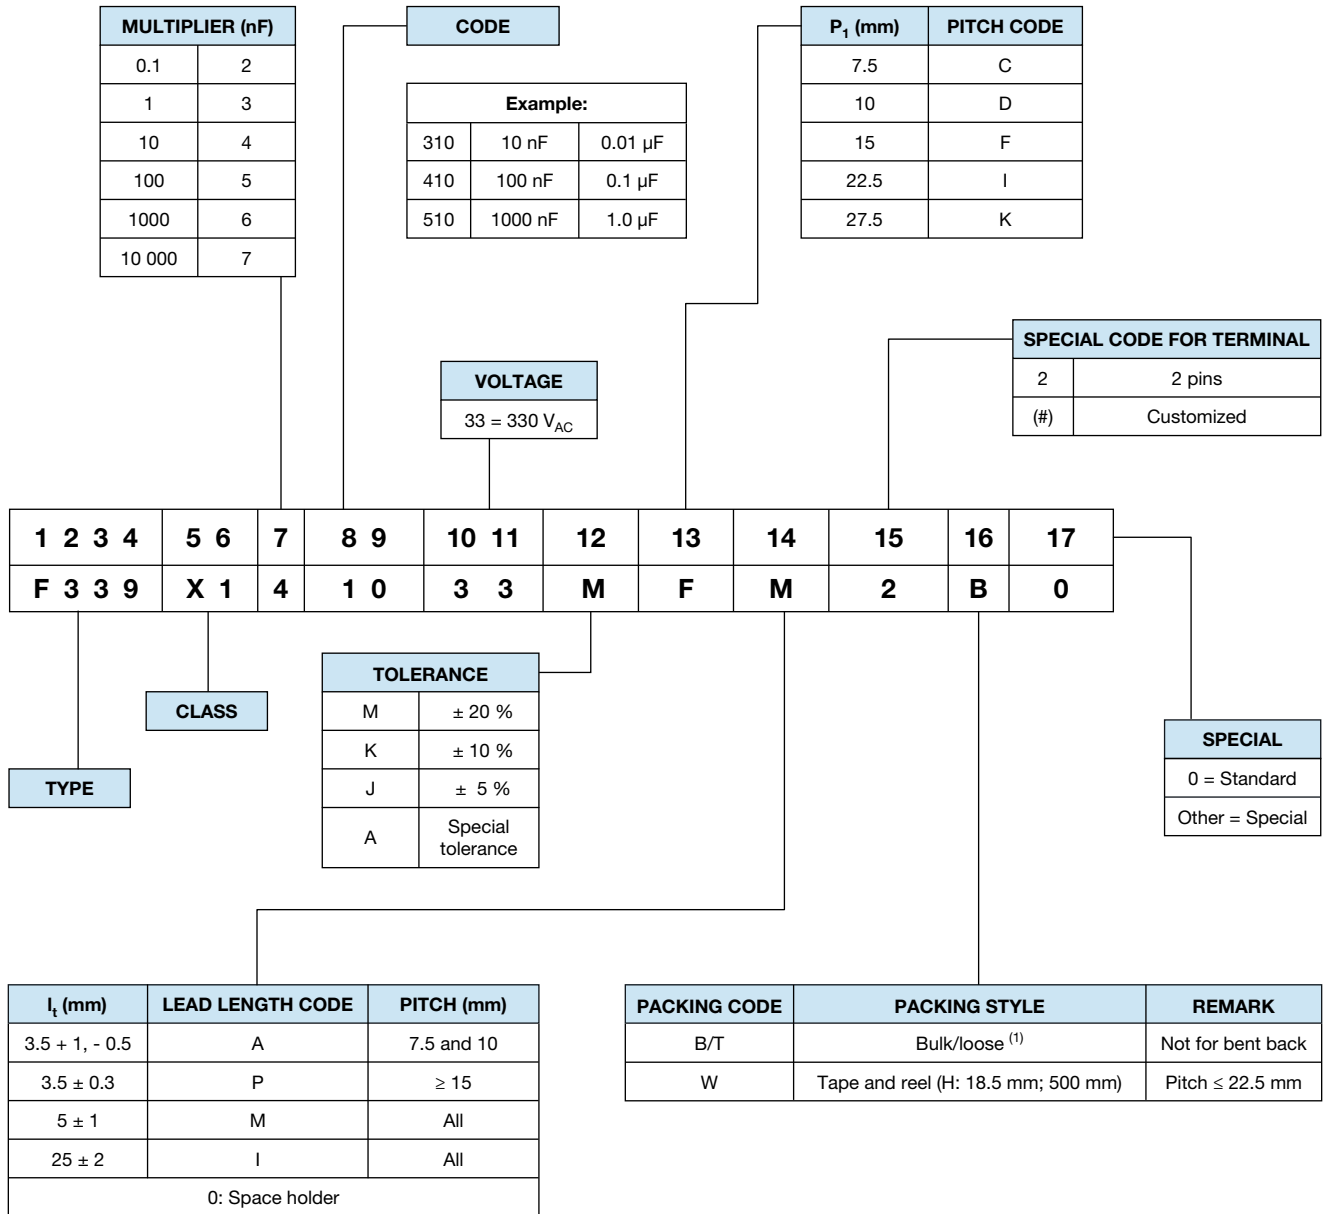 MULTIPLIER (nF)
0.1 2
1 3
10 4
100 5
1000 6
10 000 7
CODE
Example:
310 10 nF 0.01 µF
410 100 nF 0.1 µF
510 1000 nF 1.0 µF
P1 (mm) PITCH CODE
7.5 C
10 D
15 F
22.5 I
27.5 K
SPECIAL CODE FOR TERMINAL
2 2 pins
(#) Customized
VOLTAGE
33 = 330 VAC
1 2 3 4 5 6 7 8 9 10 11 12 13 14 15 16 17
F 3 3 9 X 1 4 1 0 3 3 M F M 2 B 0
TOLERANCE
M ± 20 %
K ± 10 %
J ± 5 %
A Special
tolerance
CLASS
TYPE
SPECIAL
0 = Standard
Other = Special
lt (mm) LEAD LENGTH CODE PITCH (mm)
3.5 + 1, - 0.5 A 7.5 and 10
3.5 ± 0.3 P ≥ 15
5 ± 1 M All
25 ± 2 I All
0: Space holder
PACKING CODE PACKING STYLE REMARK
B/T Bulk/loose (1) Not for bent back
W Tape and reel (H: 18.5 mm; 500 mm) Pitch ≤ 22.5 mm